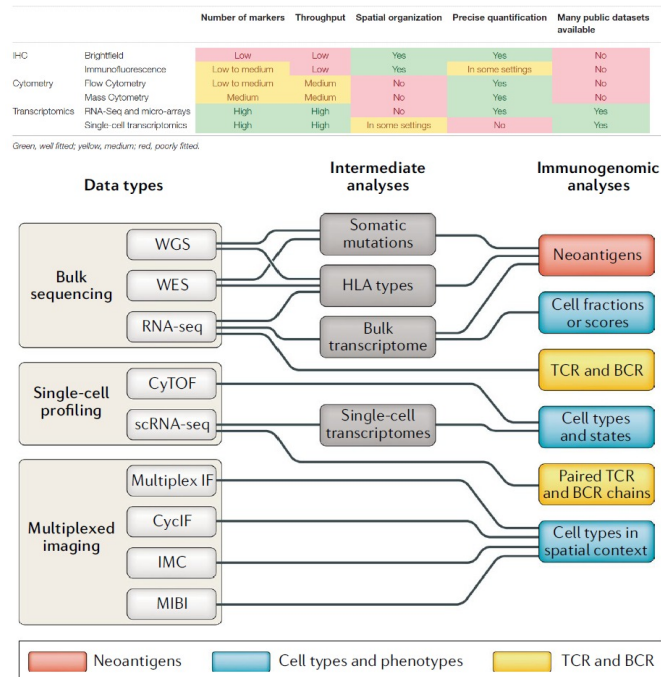 Number of markers Throughput Spatial organization Precise quantification Many public datasets
available
IHC Brightfield Low Low Yes Yes No
Immunofluorescence Low to medium Low Yes In some settings No
Cytometry Flow Cytometry Low to medium Medium No Yes No
Mass Cytometry Medium Medium No Yes No
Transcriptomics RNA-Seq and micro-arrays High High No Yes Yes
Single-cell transcriptomics High High In some settings No Yes
Green, well fitted; yellow, medium; red, poorly fitted.
Data types
Intermediate
analyses
Immunogenomic
analyses
Bulk
sequencing
WGS
WES
RNA-seq
Single-cell
profiling
CyTOF
scRNA-seq
Multiplexed
imaging
Multiplex IF
CycIF
IMC
MIBI
Somatic
mutations
HLA types
Bulk
transcriptome
Single-cell
transcriptomes
Neoantigens
Cell fractions
or scores
TCR and BCR
Cell types
and states
Paired TCR
and BCR chains
Cell types in
spatial context
Neoantigens Cell types and phenotypes TCR and BCR